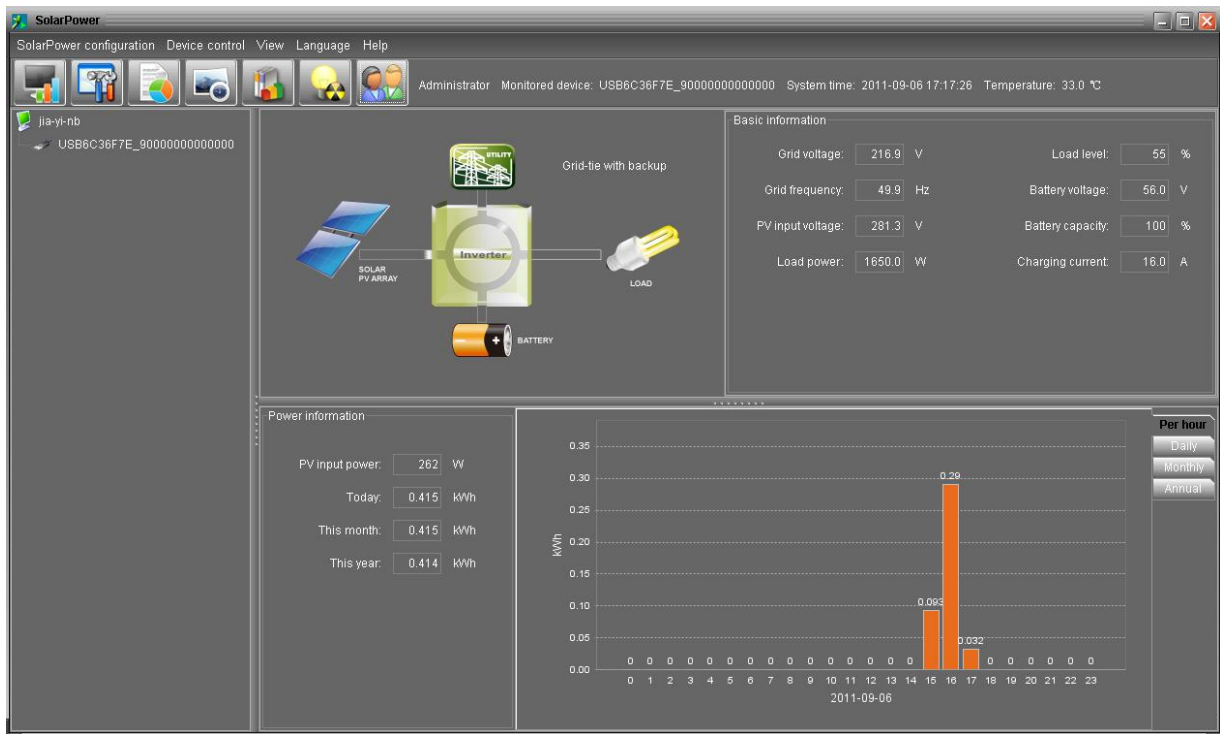 SolarPower
SolarPower configuration Device control View Language Help
Administrator Monitored device: USB6C36F7E_90000000000000 System time: 2011-09-06 17:17:26 Temperature: 33.0 ℃
jia-yi-nb
USB6C36F7E_90000000000000
UTILITY
Grid-tie with backup
SOLAR
PV ARRAY
Inverter
LOAD
+
BATTERY
Basic information
Grid voltage: 216.9 V Load level: 55 %
Grid frequency: 49.9 Hz Battery voltage: 56.0 V
PV input voltage: 281.3 V Battery capacity: 100 %
Load power: 1650.0 W Charging current: 16.0 A
Power information
PV input power: 262 W
Today: 0.415 kWh
This month: 0.415 kWh
This year: 0.414 kWh
Per hour
Daily
Monthly
Annual
kWh
0.35
0.30
0.25
0.20
0.15
0.10
0.05
0.00
0.29
0.093
0.032
0 0 0 0 0 0 0 0 0 0 0 0 0 0 0 0 0 0 0 0 0
0 1 2 3 4 5 6 7 8 9 10 11 12 13 14 15 16 17 18 19 20 21 22 23
2011-09-06